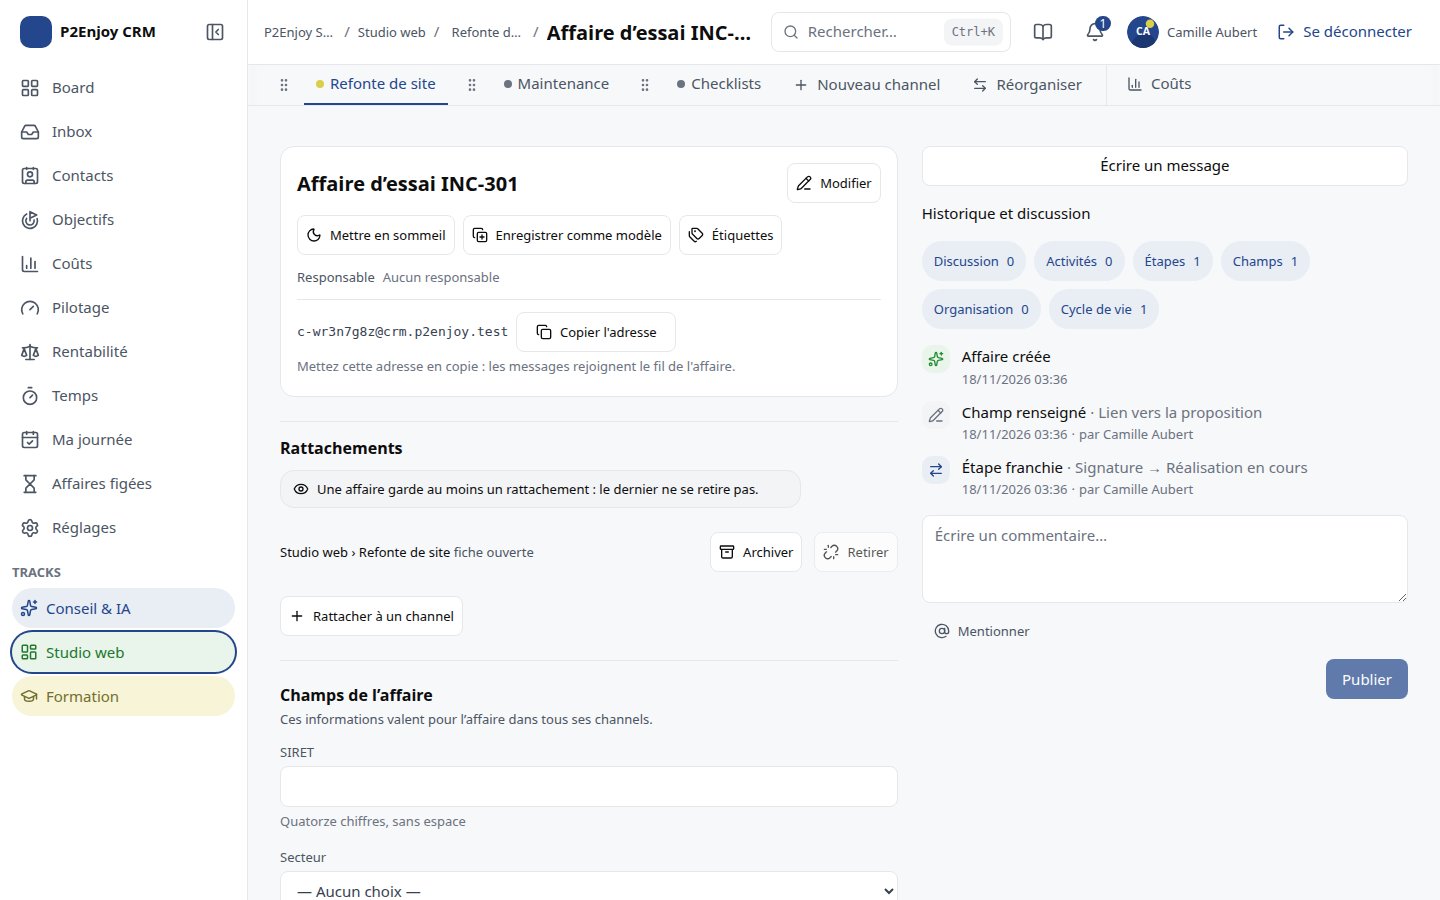 P2Enjoy CRM
Board
Inbox
Contacts
Objectifs
Coûts
Pilotage
Rentabilité
Temps
Ma journée
Affaires figées
Réglages
TRACKS
Conseil & IA
Studio web
Formation
P2Enjoy S... / Studio web / Refonte d... / Affaire d’essai INC-...
Rechercher... Ctrl+K
1
CA
Camille Aubert
Se déconnecter
Refonte de site
Maintenance
Checklists
Nouveau channel
Réorganiser
Coûts
Affaire d’essai INC-301
Modifier
Mettre en sommeil
Enregistrer comme modèle
Étiquettes
Responsable Aucun responsable
c-wr3n7g8z@crm.p2enjoy.test
Copier l'adresse
Mettez cette adresse en copie : les messages rejoignent le fil de l'affaire.
Rattachements
Une affaire garde au moins un rattachement : le dernier ne se retire pas.
Studio web › Refonte de site fiche ouverte
Archiver
Retirer
Rattacher à un channel
Champs de l’affaire
Ces informations valent pour l’affaire dans tous ses channels.
SIRET
Quatorze chiffres, sans espace
Secteur
— Aucun choix —
Écrire un message
Historique et discussion
Discussion 0
Activités 0
Étapes 1
Champs 1
Organisation 0
Cycle de vie 1
Affaire créée
18/11/2026 03:36
Champ renseigné · Lien vers la proposition
18/11/2026 03:36 · par Camille Aubert
Étape franchie · Signature → Réalisation en cours
18/11/2026 03:36 · par Camille Aubert
Écrire un commentaire...
Mentionner
Publier